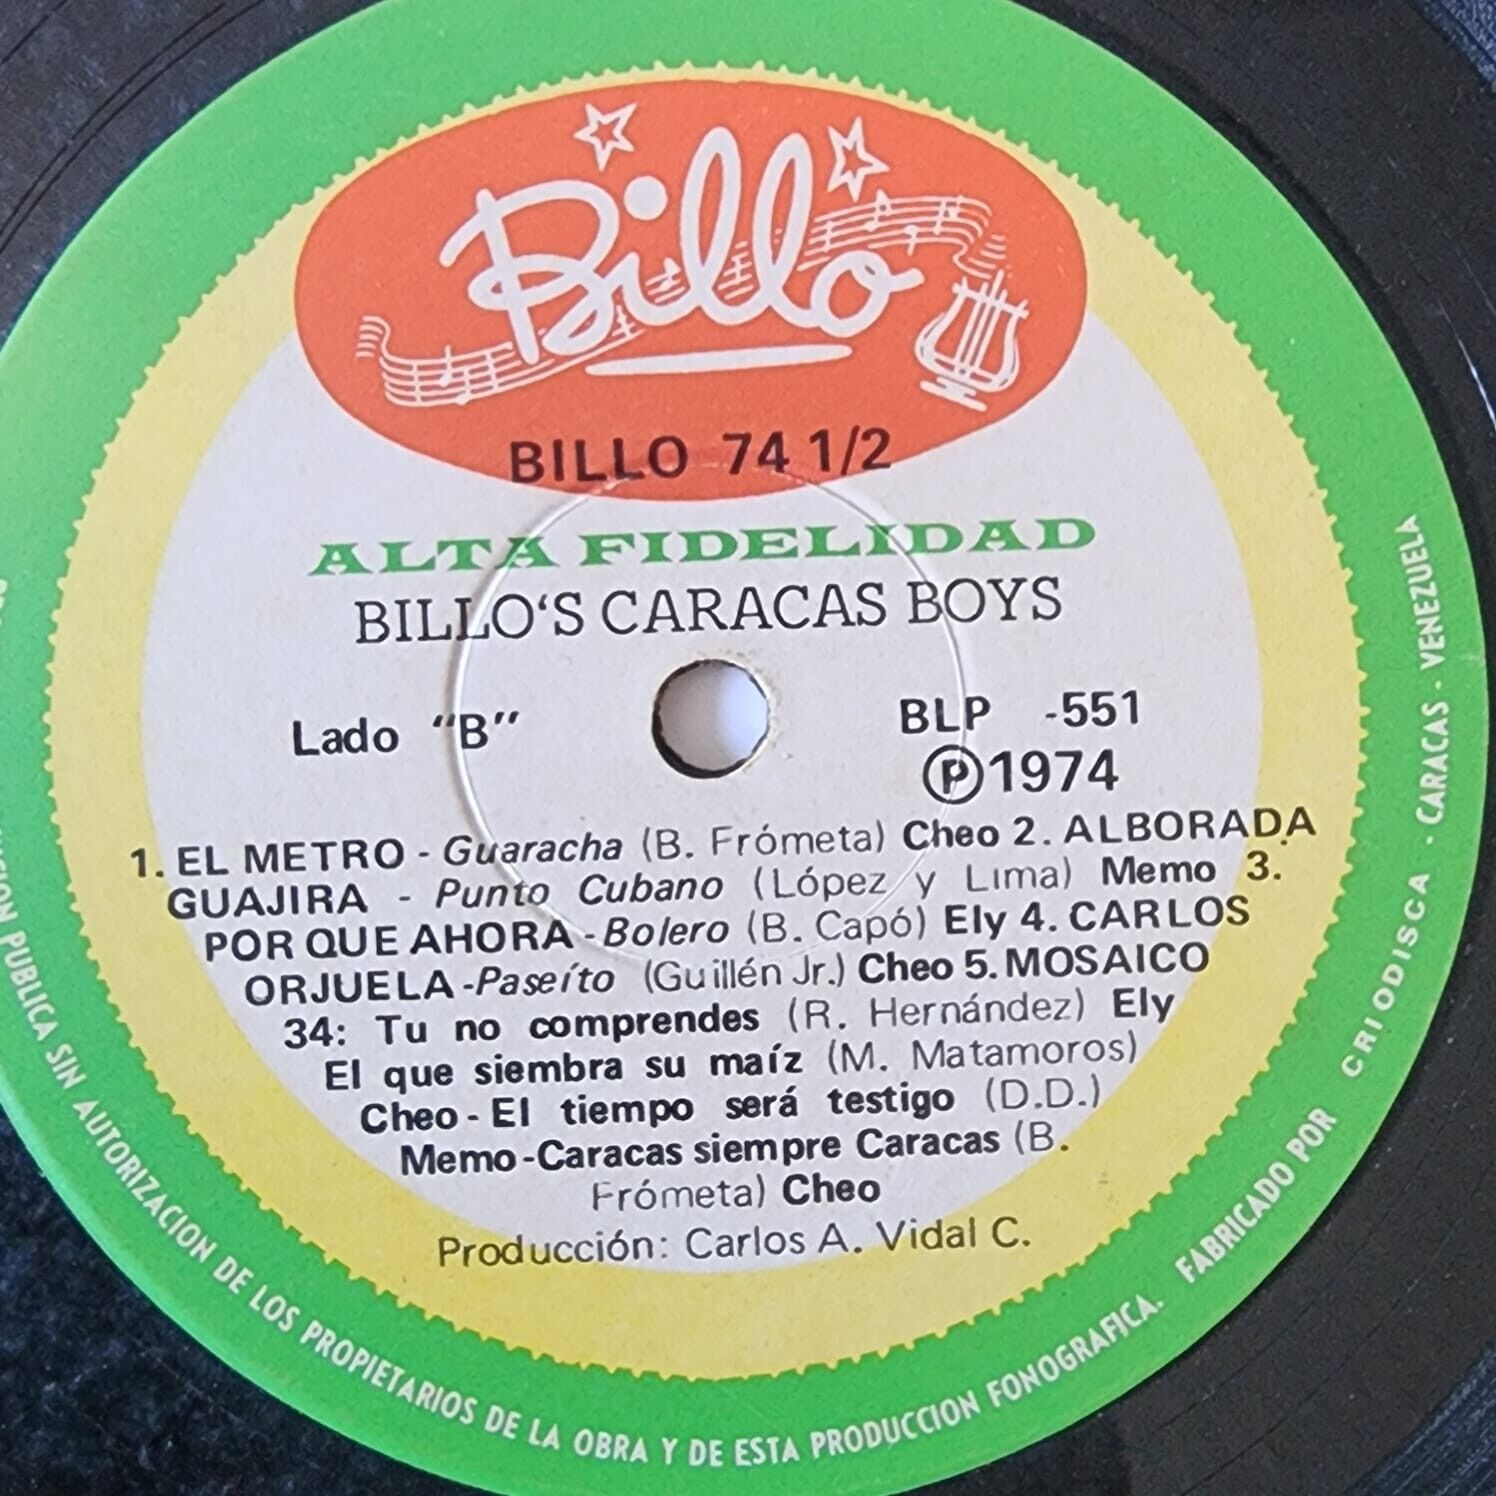 Billo
BILLO 74 1/2
ALTA FIDELIDAD
BILLO'S CARACAS BOYS
Lado "B"
BLP -551
Ⓟ1974
1. EL METRO - Guaracha (B. Frómeta) Cheo 2. ALBORADA
GUAJIRA - Punto Cubano (López y Lima) Memo 3.
POR QUE AHORA - Bolero (B. Capó) Ely 4. CARLOS
ORJUELA - Paseíto (Guillén Jr.) Cheo 5. MOSAICO
34: Tu no comprendes (R. Hernández) Ely
El que siembra su maíz (M. Matamoros)
Cheo - El tiempo será testigo (D.D.)
Memo - Caracas siempre Caracas (B.
Frómeta) Cheo
Producción: Carlos A. Vidal C.
PUBLICA SIN AUTORIZACION DE LOS PROPIETARIOS DE LA OBRA Y DE ESTA PRODUCCION FONOGRAFICA. FABRICADO POR CRIODISCA - CARACAS - VENEZUELA